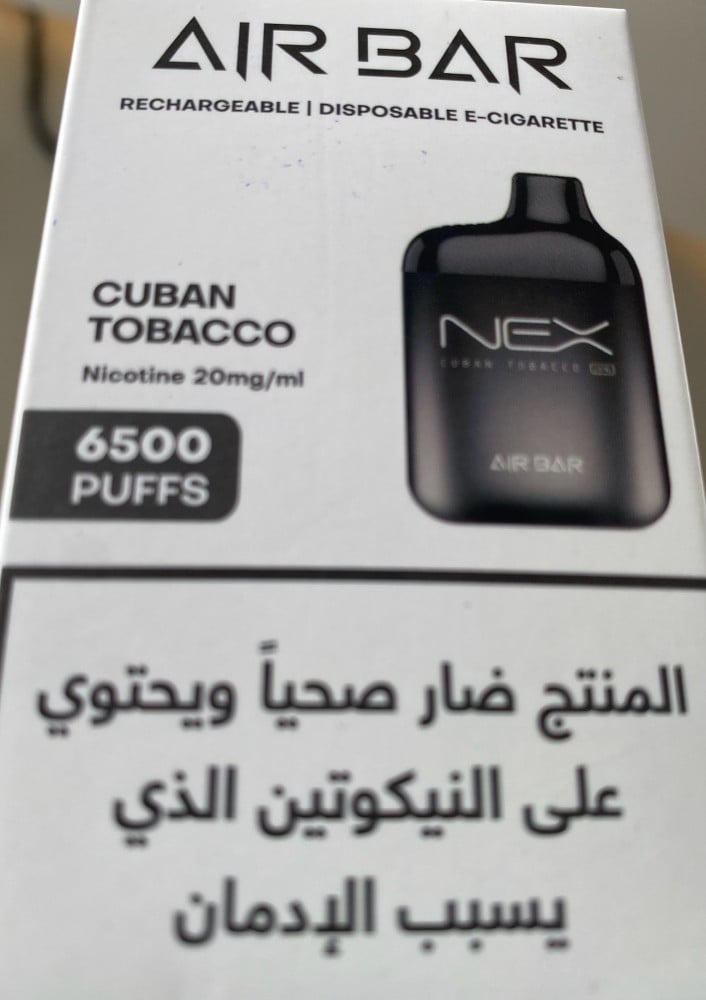 AIR BAR
RECHARGEABLE | DISPOSABLE E-CIGARETTE
CUBAN
TOBACCO
Nicotine 20mg/ml
6500
PUFFS
NEX
CUBAN TOBACCO
AIR BAR
المنتج ضار صحياً ويحتوي
على النيكوتين الذي
يسبب الإدمان